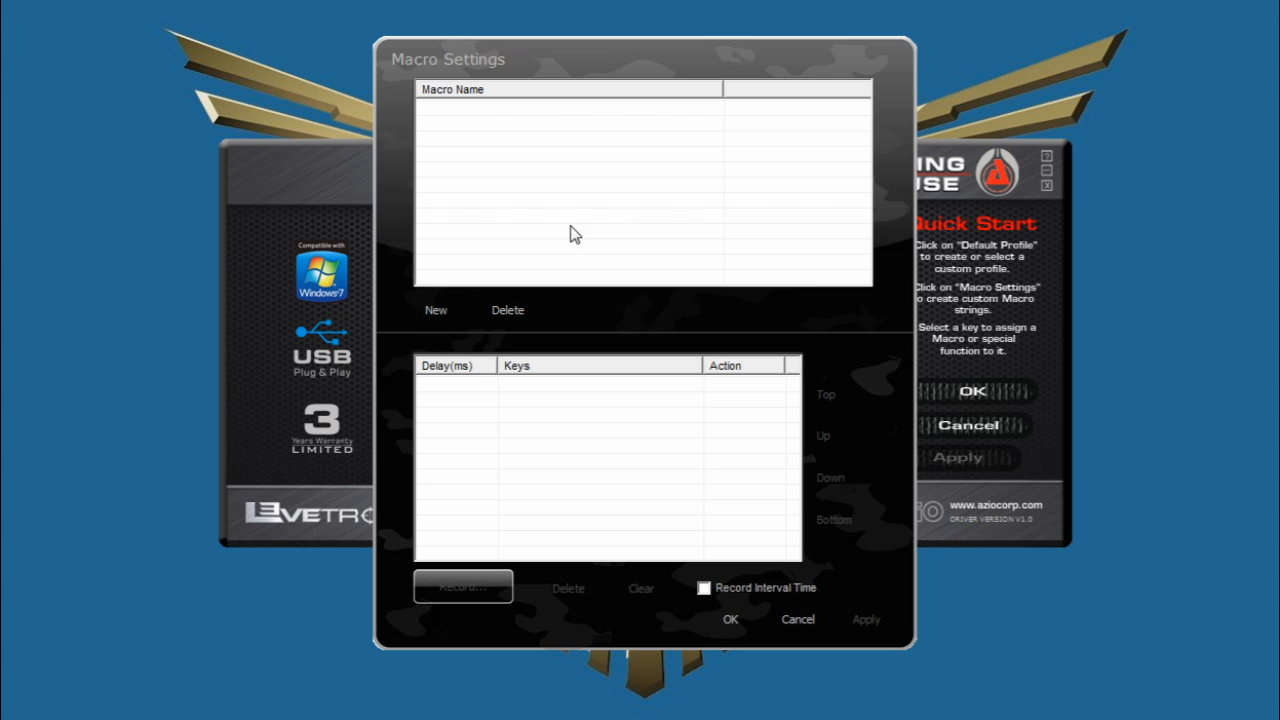 Macro Settings
Macro Name
New
Delete
Delay(ms)
Keys
Action
Top
Up
Down
Bottom
Record...
Delete
Clear
Record Interval Time
OK
Cancel
Apply
Compatible with
Windows 7
USB
Plug & Play
3
Years Warranty
LIMITED
L3VETR
ING
USE
?
X
Quick Start
Click on "Default Profile"
to create or select a
custom profile.
Click on "Macro Settings"
o create custom Macro
strings.
Select a key to assign a
Macro or special
function to it.
OK
Cancel
Apply
www.aziocorp.com
DRIVER VERSION V1.0